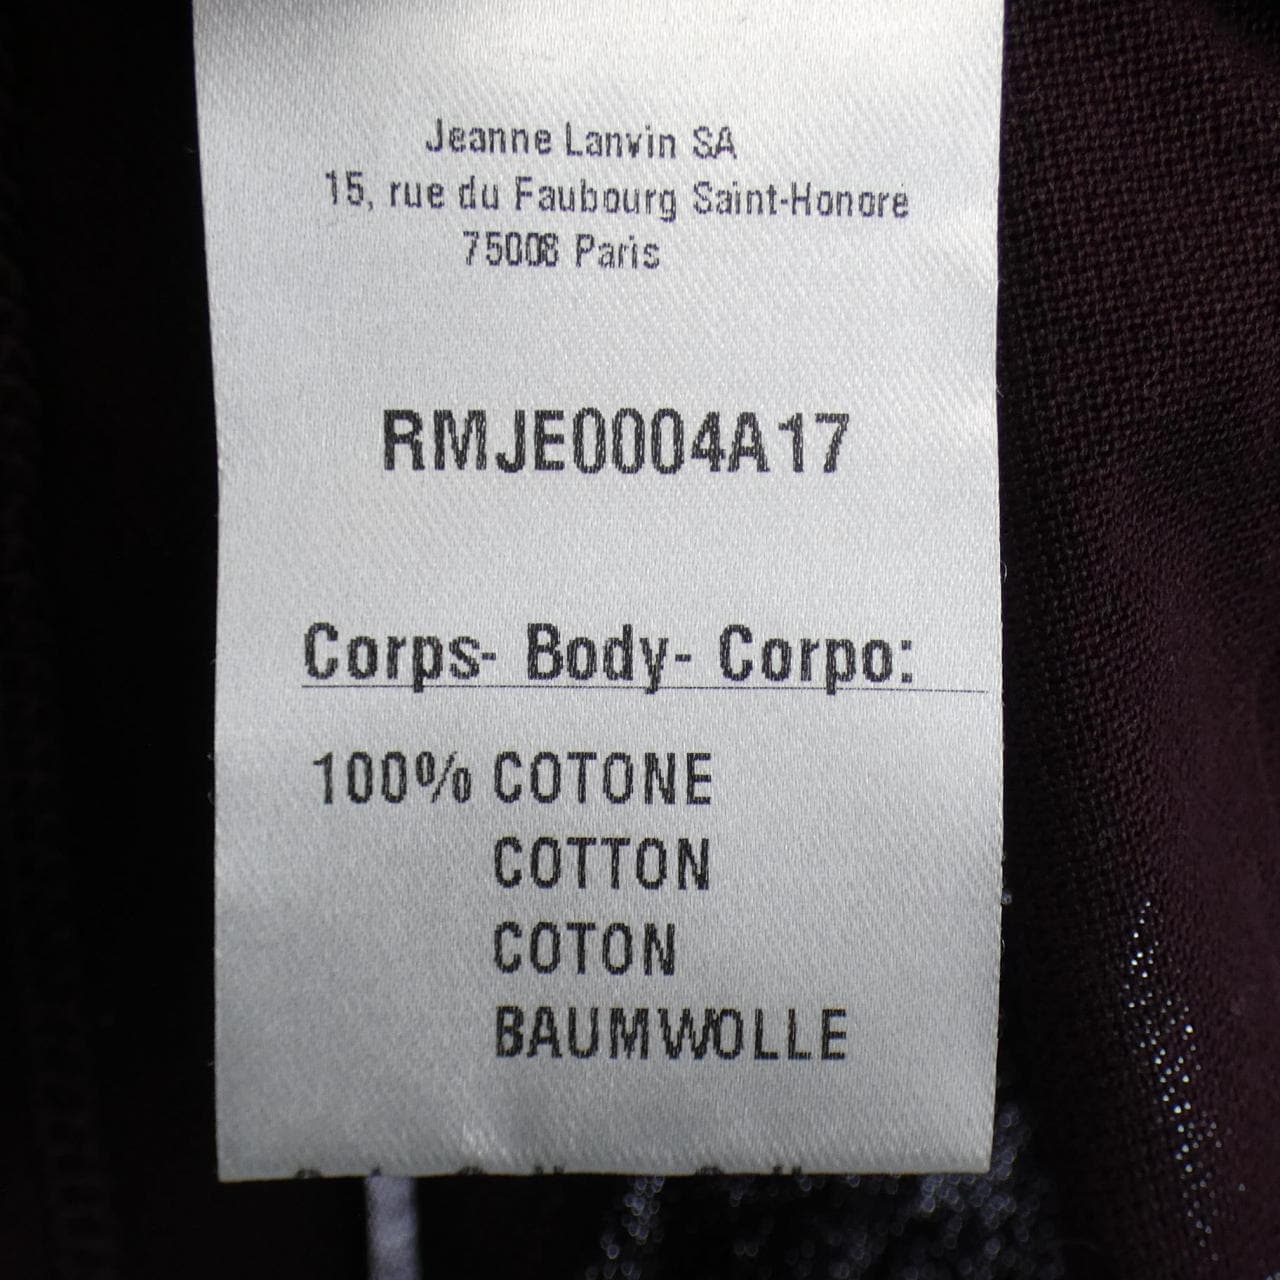 Jeanne Lanvin SA
15, rue du Faubourg Saint-Honoré
75008 Paris
RMJE0004A17
Corps- Body- Corpo:
100% COTONE
COTTON
COTON
BAUMWOLLE